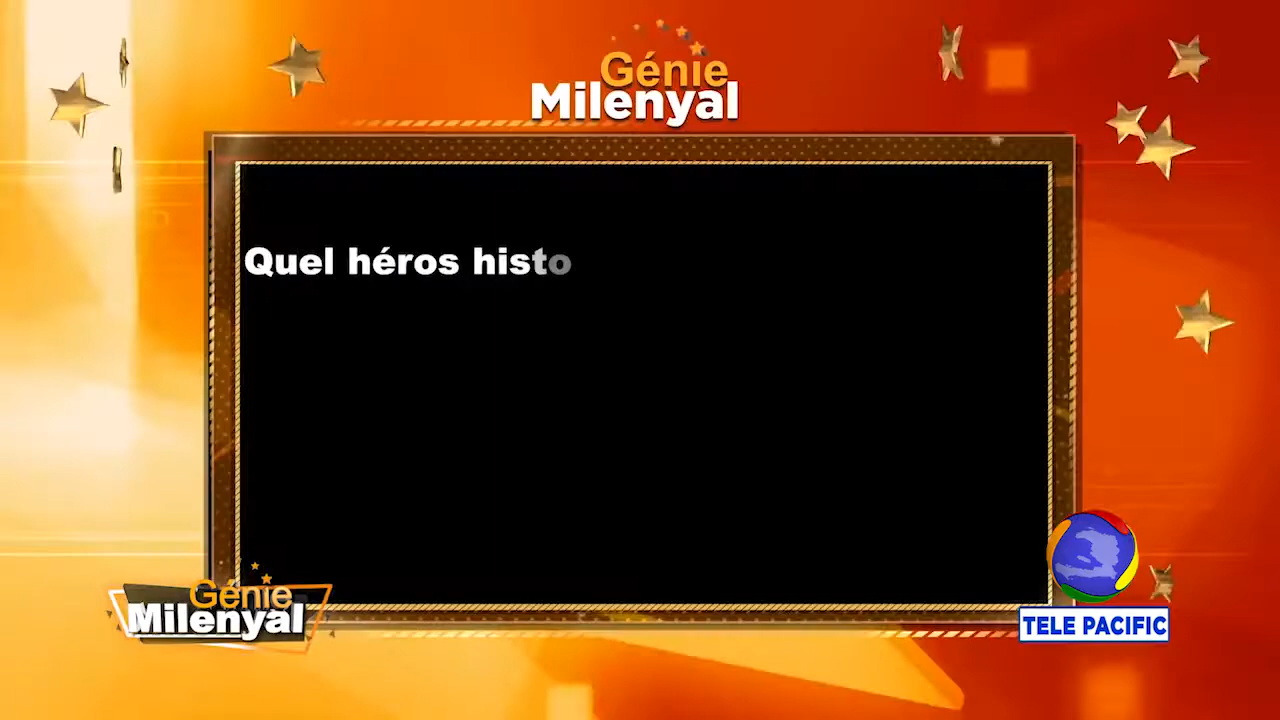 Génie
Milenyal
Quel héros histo
Génie
Milenyal
TELE PACIFIC